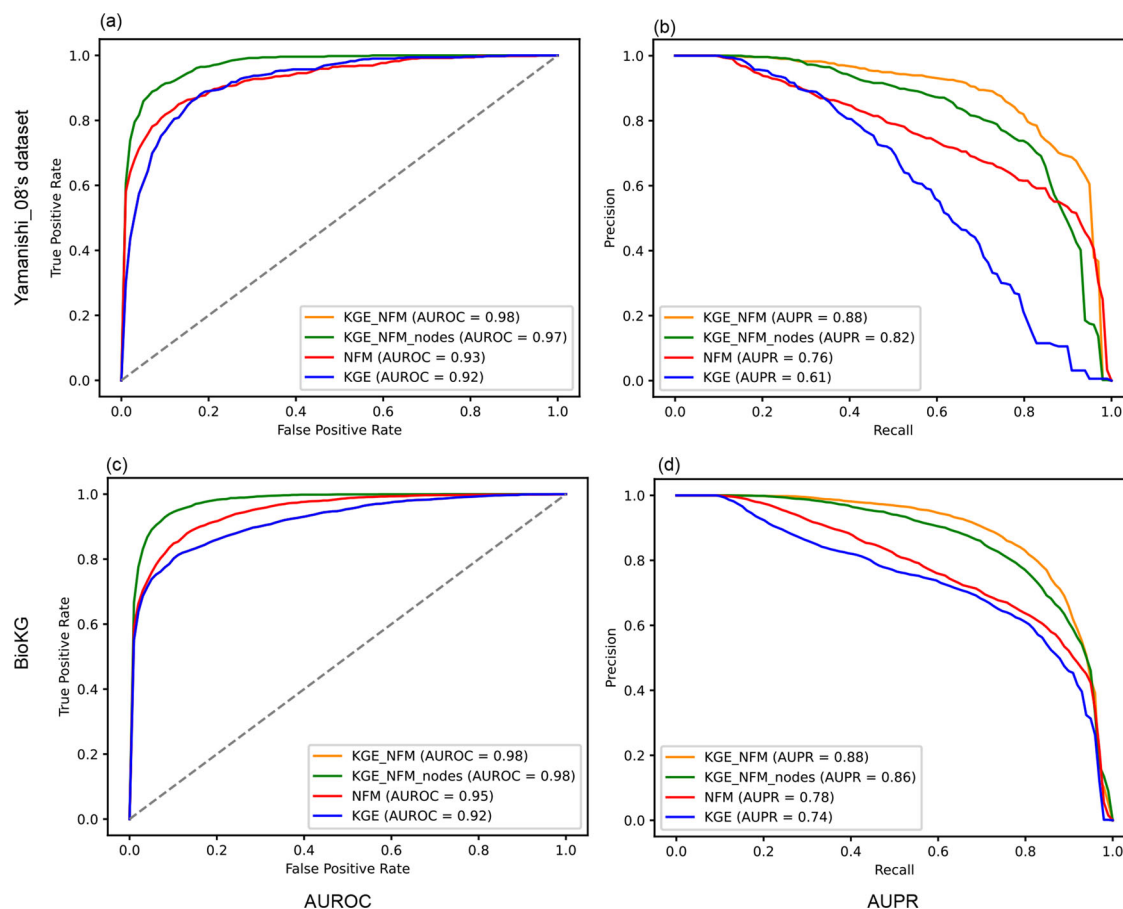 (a)
Yamanishi_08's dataset
True Positive Rate
1.0
0.8
0.6
0.4
0.2
0.0
KGE_NFM (AUROC = 0.98)
KGE_NFM_nodes (AUROC = 0.97)
NFM (AUROC = 0.93)
KGE (AUROC = 0.92)
0.0 0.2 0.4 0.6 0.8 1.0
False Positive Rate
(b)
Precision
1.0
0.8
0.6
0.4
0.2
0.0
KGE_NFM (AUPR = 0.88)
KGE_NFM_nodes (AUPR = 0.82)
NFM (AUPR = 0.76)
KGE (AUPR = 0.61)
0.0 0.2 0.4 0.6 0.8 1.0
Recall
(c)
BioKG
True Positive Rate
1.0
0.8
0.6
0.4
0.2
0.0
KGE_NFM (AUROC = 0.98)
KGE_NFM_nodes (AUROC = 0.98)
NFM (AUROC = 0.95)
KGE (AUROC = 0.92)
0.0 0.2 0.4 0.6 0.8 1.0
False Positive Rate
(d)
Precision
1.0
0.8
0.6
0.4
0.2
0.0
KGE_NFM (AUPR = 0.88)
KGE_NFM_nodes (AUPR = 0.86)
NFM (AUPR = 0.78)
KGE (AUPR = 0.74)
0.0 0.2 0.4 0.6 0.8 1.0
Recall
AUROC
AUPR